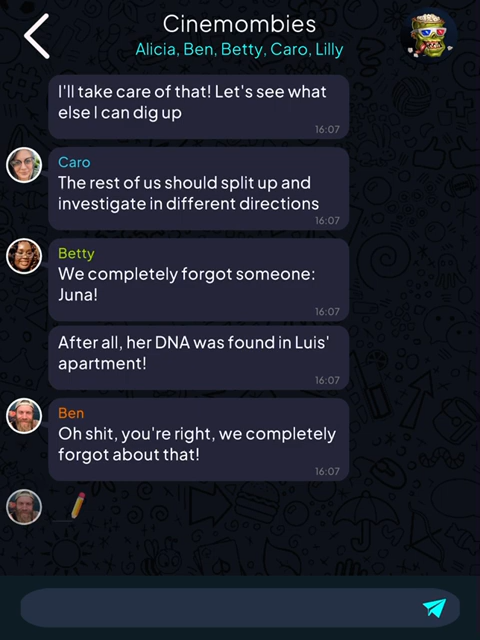 Cinemombies
Alicia, Ben, Betty, Caro, Lilly
I'll take care of that! Let's see what
else I can dig up
16:07
Caro
The rest of us should split up and
investigate in different directions
16:07
Betty
We completely forgot someone:
Juna!
16:07
After all, her DNA was found in Luis'
apartment!
16:07
Ben
Oh shit, you're right, we completely
forgot about that!
16:07